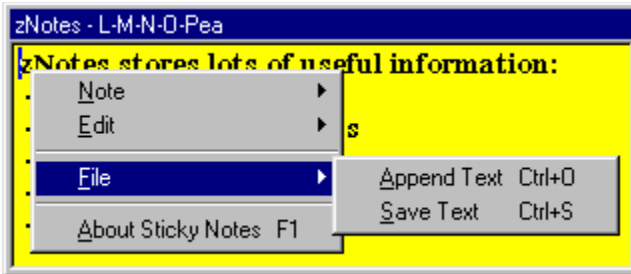 zNotes - L-M-N-O-Pea
zNotes stores lots of useful information:
Note
Edit
s
File
Append Text Ctrl+O
Save Text Ctrl+S
About Sticky Notes F1